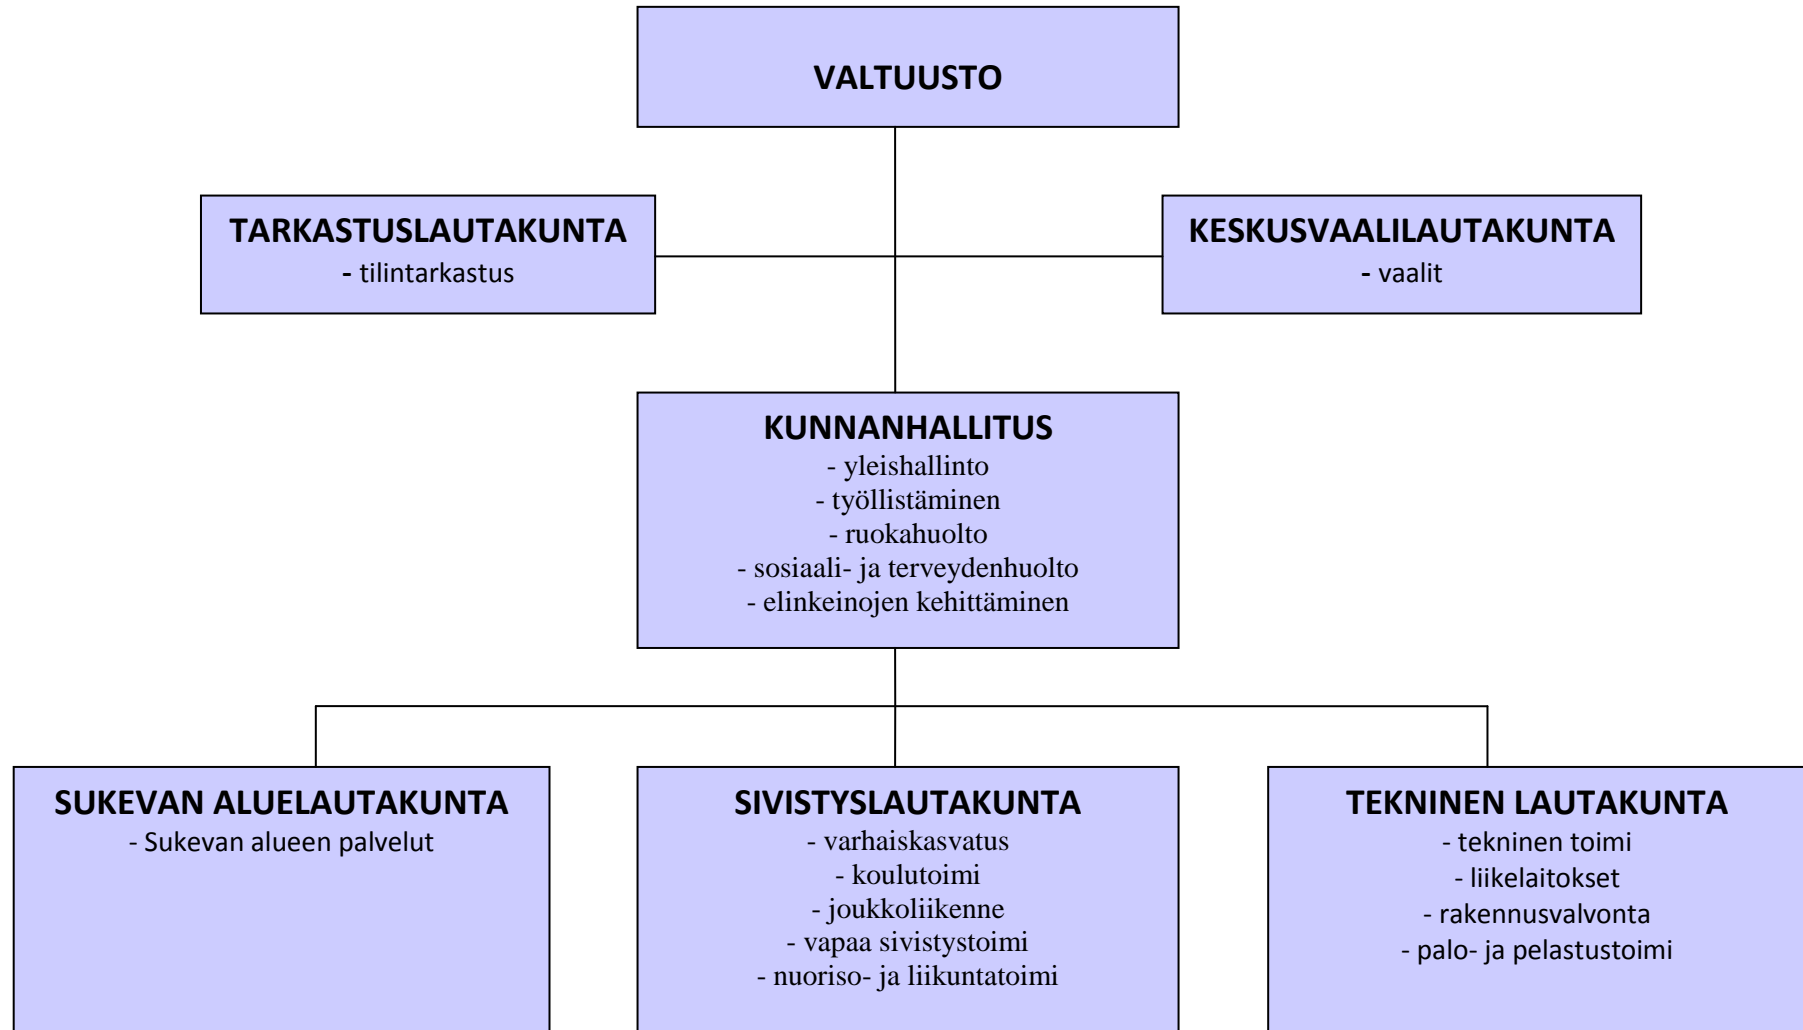 VALTUUSTO
TARKASTUSLAUTAKUNTA
- tilintarkastus
KESKUSVAALILAUTAKUNTA
- vaalit
KUNNANHALLITUS
- yleishallinto
- työllistäminen
- ruokahuolto
- sosiaali- ja terveydenhuolto
- elinkeinojen kehittäminen
SUKEVAN ALUELAUTAKUNTA
- Sukevan alueen palvelut
SIVISTYSLAUTAKUNTA
- varhaiskasvatus
- koulutoimi
- joukkoliikenne
- vapaa sivistystoimi
- nuoriso- ja liikuntatoimi
TEKNINEN LAUTAKUNTA
- tekninen toimi
- liikelaitokset
- rakennusvalvonta
- palo- ja pelastustoimi